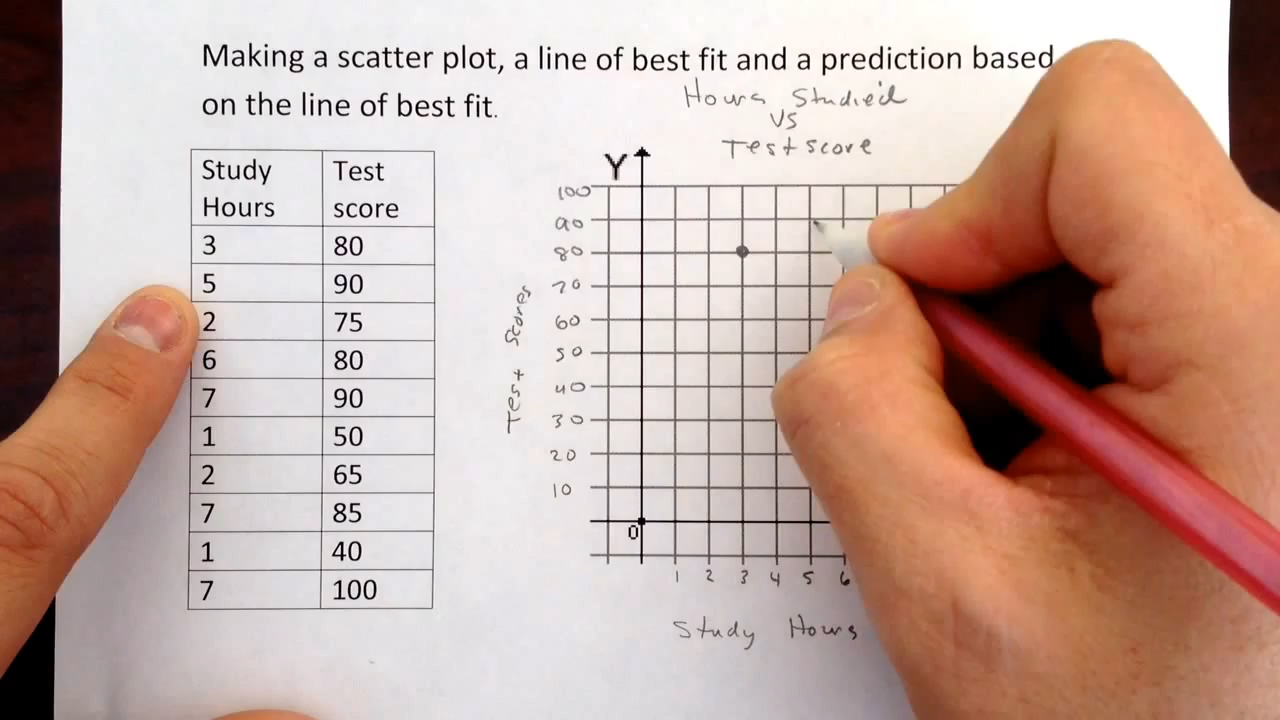 Making a scatter plot, a line of best fit and a prediction based
on the line of best fit.
Hours Studied
VS
Test score
Study Hours Test score
3 80
5 90
2 75
6 80
7 90
1 50
2 65
7 85
1 40
7 100
Y
100
90
80
70
60
50
40
30
20
10
0
1 2 3 4 5 6
Test Scores
Study Hours